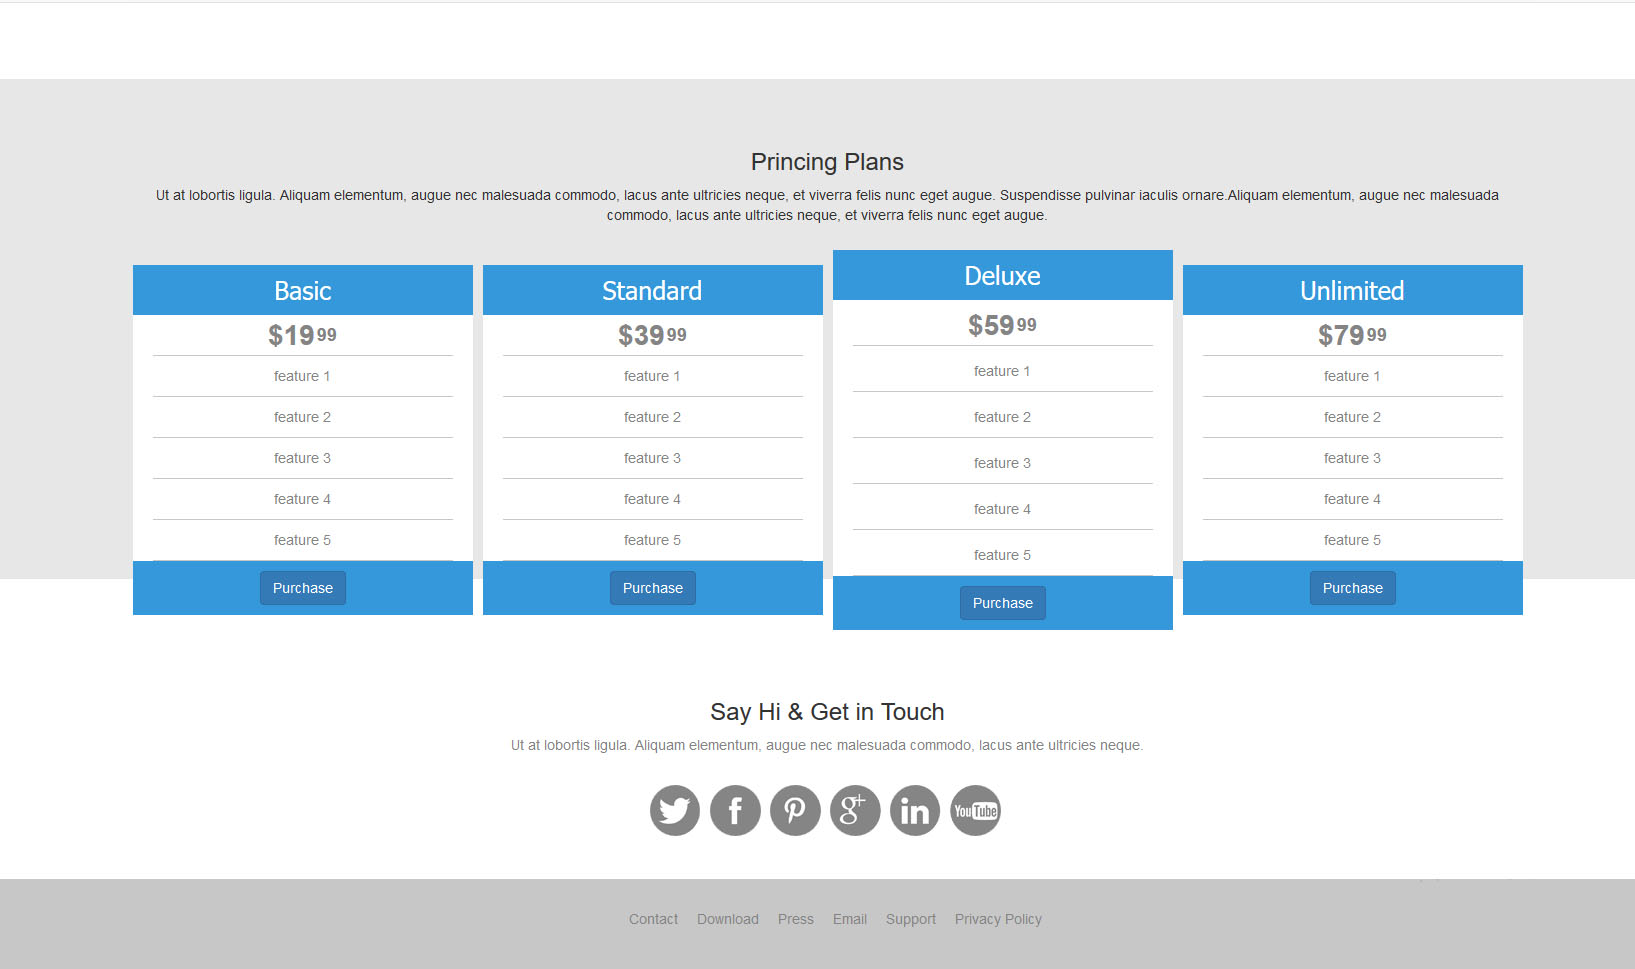 Princing Plans
Ut at lobortis ligula. Aliquam elementum, augue nec malesuada commodo, lacus ante ultricies neque, et viverra felis nunc eget augue. Suspendisse pulvinar iaculis ornare.Aliquam elementum, augue nec malesuada
commodo, lacus ante ultricies neque, et viverra felis nunc eget augue.
Basic
$19 99
feature 1
feature 2
feature 3
feature 4
feature 5
Purchase
Standard
$39 99
feature 1
feature 2
feature 3
feature 4
feature 5
Purchase
Deluxe
$59 99
feature 1
feature 2
feature 3
feature 4
feature 5
Purchase
Unlimited
$79 99
feature 1
feature 2
feature 3
feature 4
feature 5
Purchase
Say Hi & Get in Touch
Ut at lobortis ligula. Aliquam elementum, augue nec malesuada commodo, lacus ante ultricies neque.
f g+ in YouTube
Contact Download Press Email Support Privacy Policy